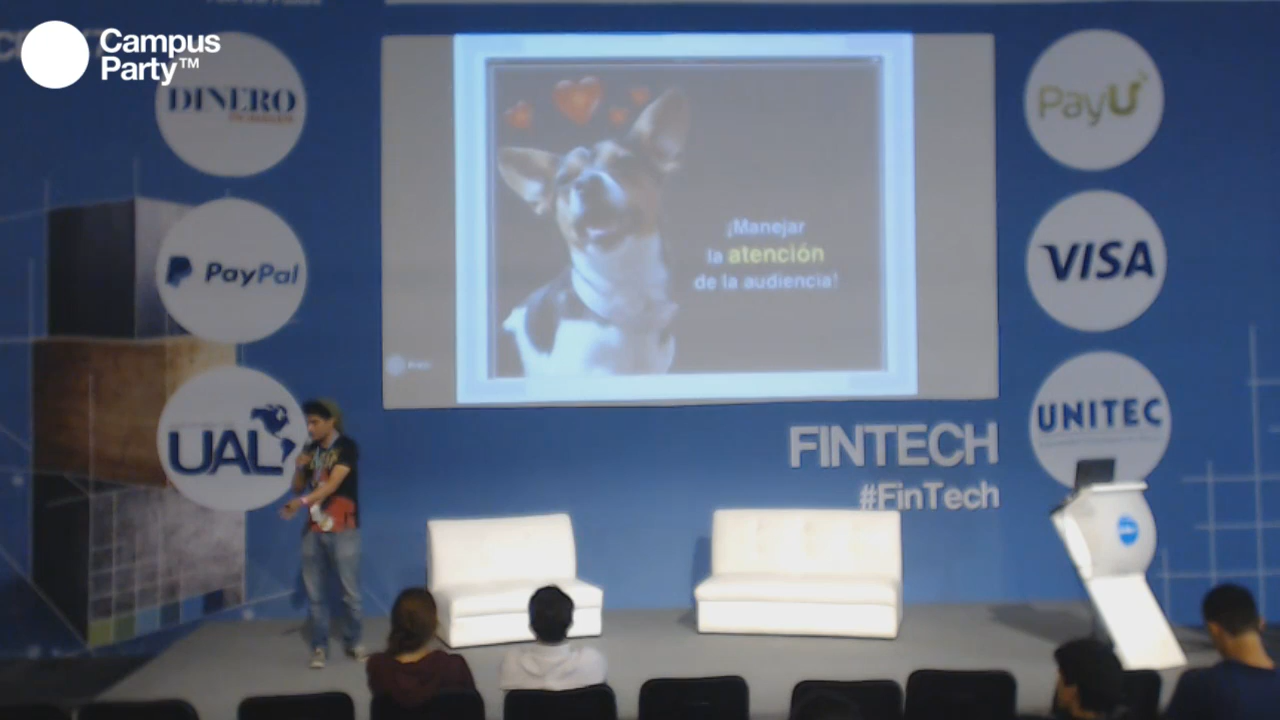 Campus
Party™
DINERO
PayPal
UAL
¡Manejar
la atención
de la audiencia!
PayU
VISA
UNITEC
FINTECH
#FinTech